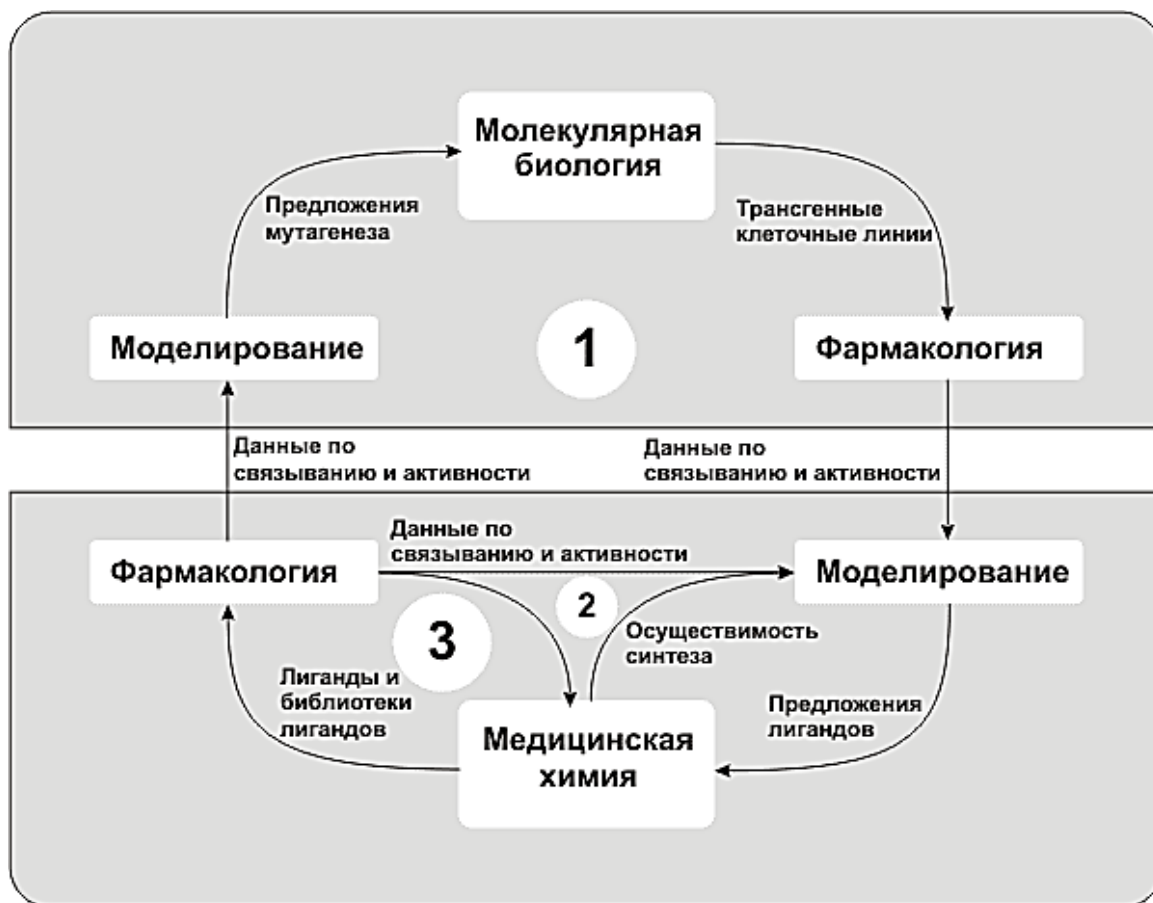 Молекулярная
биология
Предложения
мутагенеза
Трансгенные
клеточные линии
Моделирование
1
Фармакология
Данные по
связыванию и активности
Данные по
связыванию и активности
Данные по
связыванию и активности
Фармакология
Моделирование
2
3
Осуществимость
синтеза
Лиганды и
библиотеки
лигандов
Предложения
лигандов
Медицинская
химия